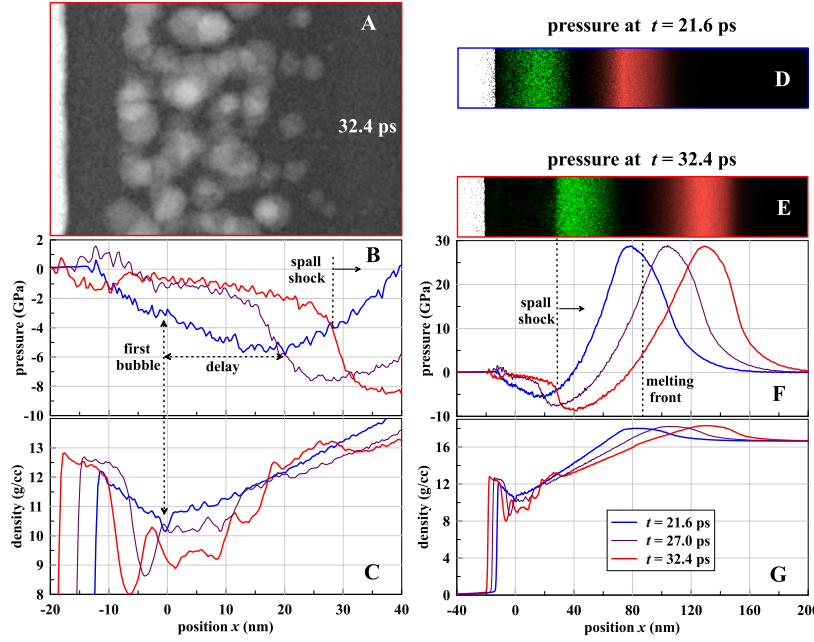 A
32.4 ps
pressure at t = 21.6 ps
D
pressure at t = 32.4 ps
E
2
0
-2
-4
-6
-8
-10
pressure (GPa)
B
spall
shock
first
bubble
delay
13
12
11
10
9
8
density (g/cc)
C
-20 -10 0 10 20 30 40
position x (nm)
30
20
10
0
-10
pressure (GPa)
spall
shock
melting
front
F
18
12
6
0
density (g/cc)
t = 21.6 ps
t = 27.0 ps
t = 32.4 ps
G
-40 0 40 80 120 160 200
position x (nm)